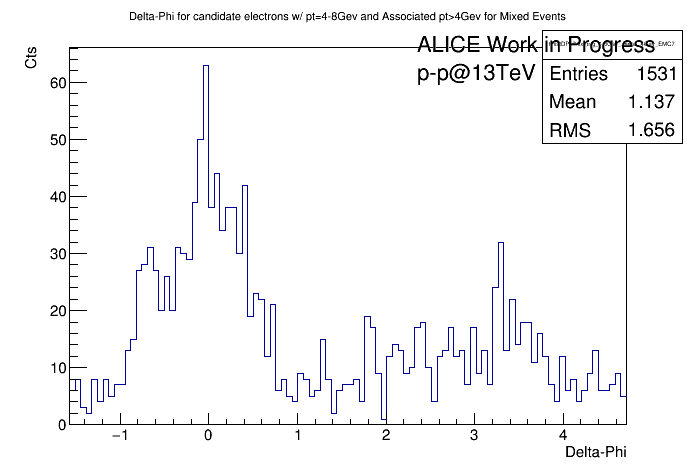 Delta-Phi for candidate electrons w/ pt=4-8Gev and Associated pt>4Gev for Mixed Events
Cts
ALICE Work in Progress
p-p@13TeV
Entries 1531
Mean 1.137
RMS 1.656
60
50
40
30
20
10
0
−1 0 1 2 3 4
Delta-Phi